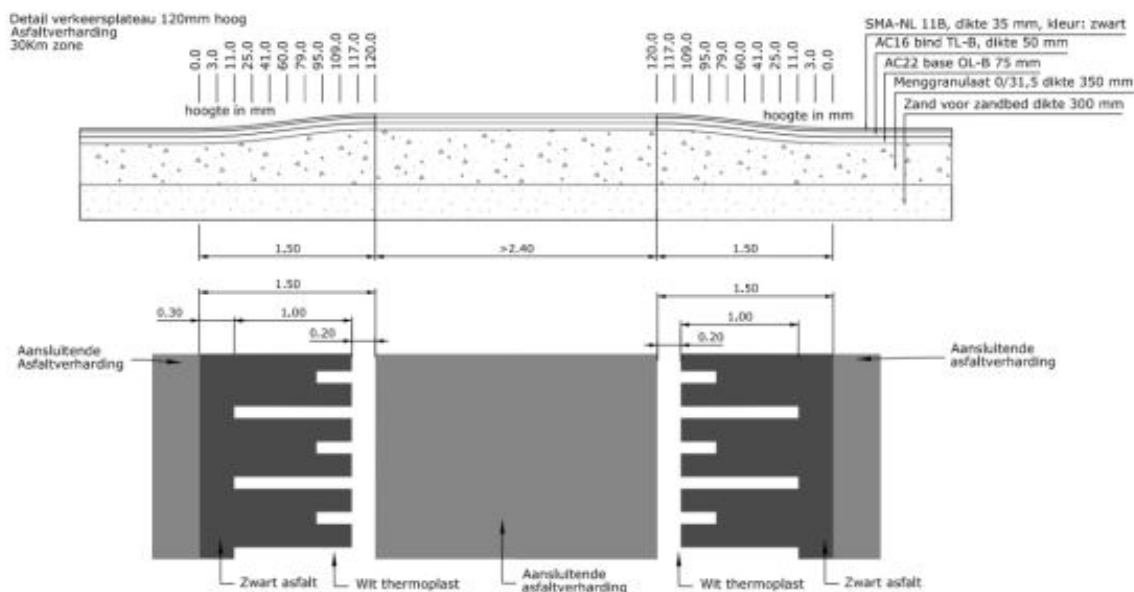 Detail verkeersplateau 120mm hoog
Asfaltverharding
30Km zone
SMA-NL 11B, dikte 35 mm, kleur: zwart
AC16 bind TL-B, dikte 50 mm
AC22 base OL-B 75 mm
Menggranulaat 0/31,5 dikte 350 mm
Zand voor zandbed dikte 300 mm
0.0 3.0 11.0 25.0 41.0 60.0 79.0 95.0 109.0 117.0 120.0
120.0 117.0 109.0 95.0 79.0 60.0 41.0 25.0 11.0 3.0 0.0
hoogte in mm
hoogte in mm
1.50 >2.40 1.50
1.50 1.50
0.30 1.00 1.00
0.20 0.20
Aansluitende
Asfaltverharding
Aansluitende
asfaltverharding
Zwart asfalt
Wit thermoplast
Aansluitende
asfaltverharding
Wit thermoplast
Zwart asfalt